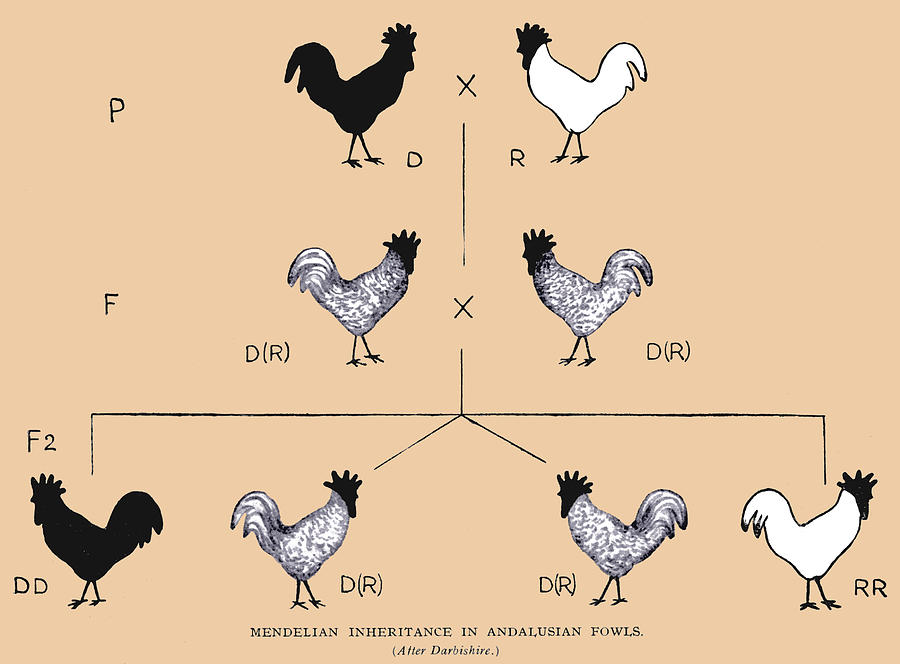 P
X
D R
F
X
D(R) D(R)
F2
DD D(R) D(R) RR
MENDELIAN INHERITANCE IN ANDALUSIAN FOWLS.
(After Darbishire.)